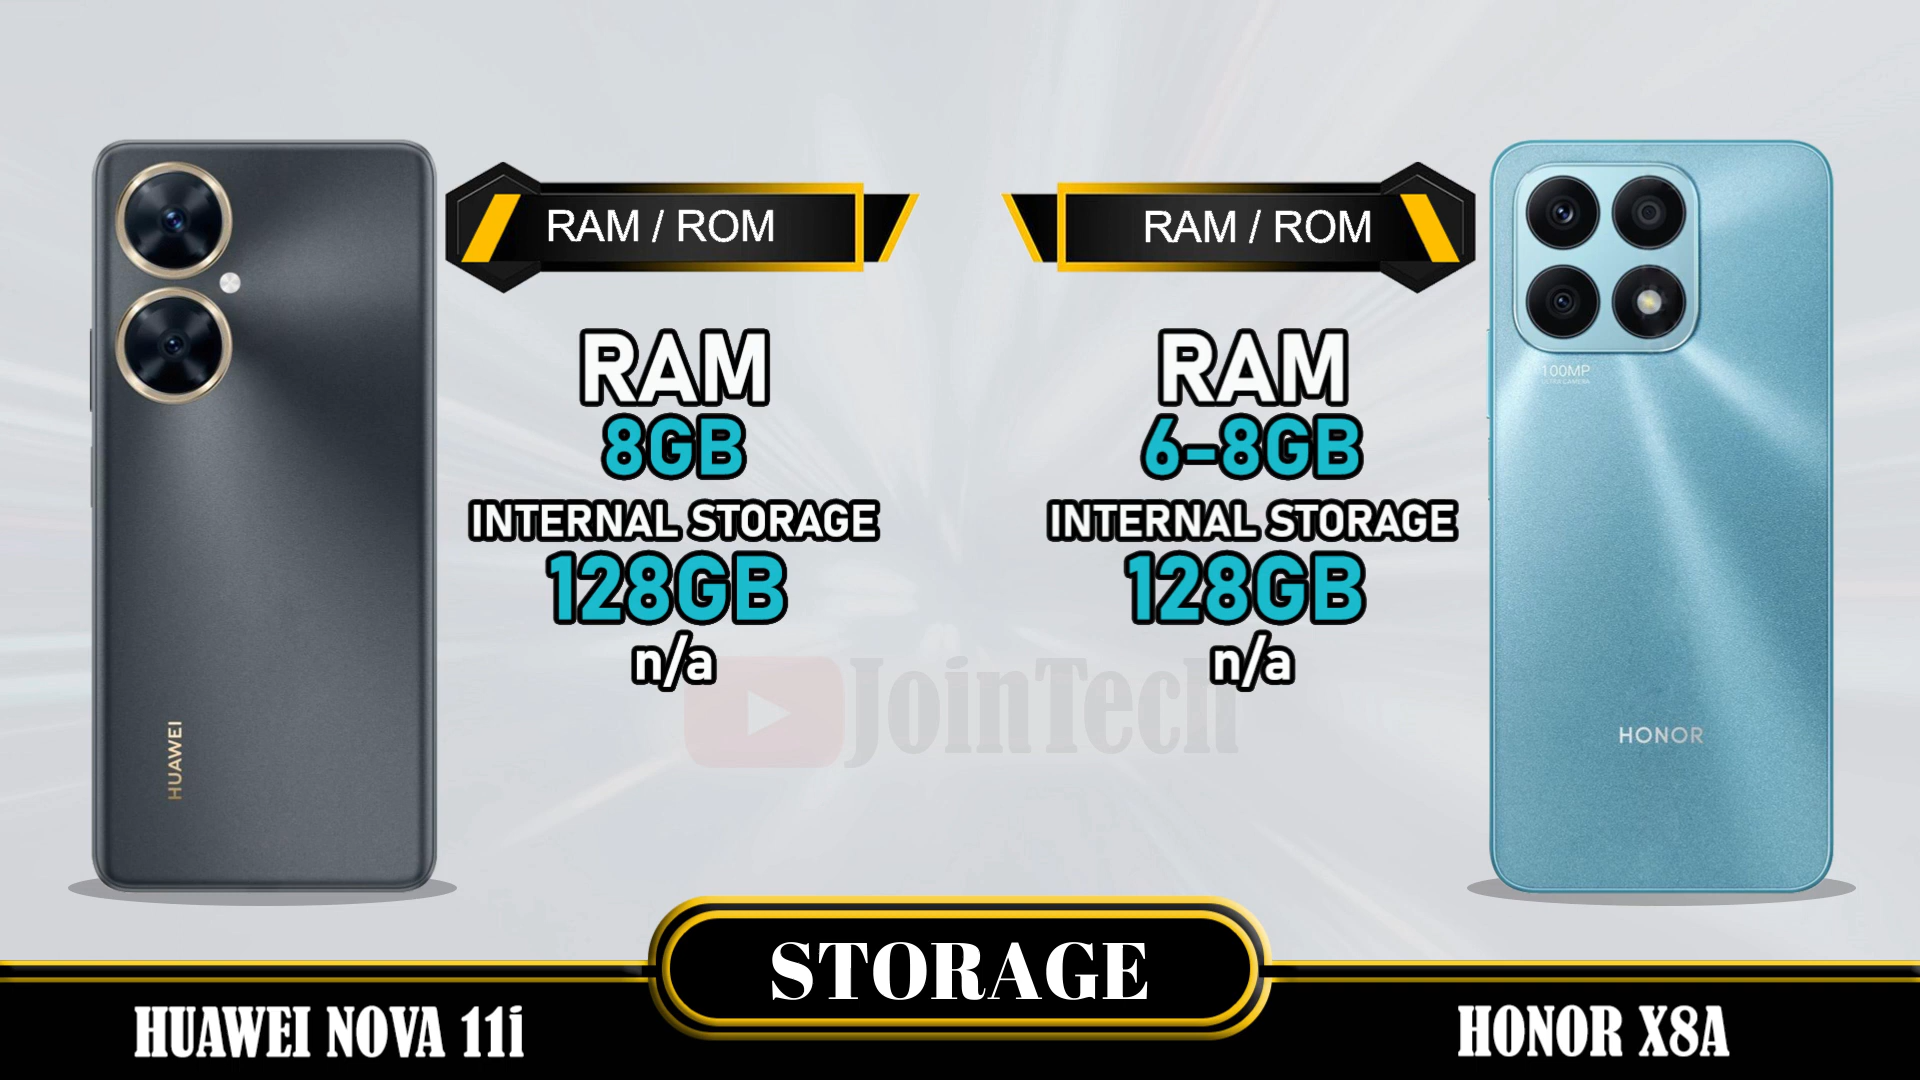 RAM / ROM
RAM
8GB
INTERNAL STORAGE
128GB
n/a
HUAWEI
RAM / ROM
RAM
6-8GB
INTERNAL STORAGE
128GB
n/a
100MP
HONOR
JoinTech
STORAGE
HUAWEI NOVA 11i
HONOR X8A